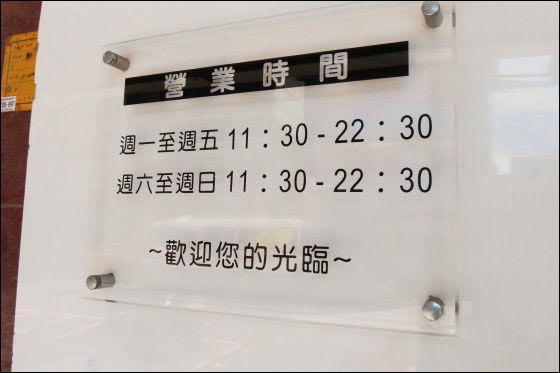 營業時間
週一至週五 11：30 - 22：30
週六至週日 11：30 - 22：30
~歡迎您的光臨~